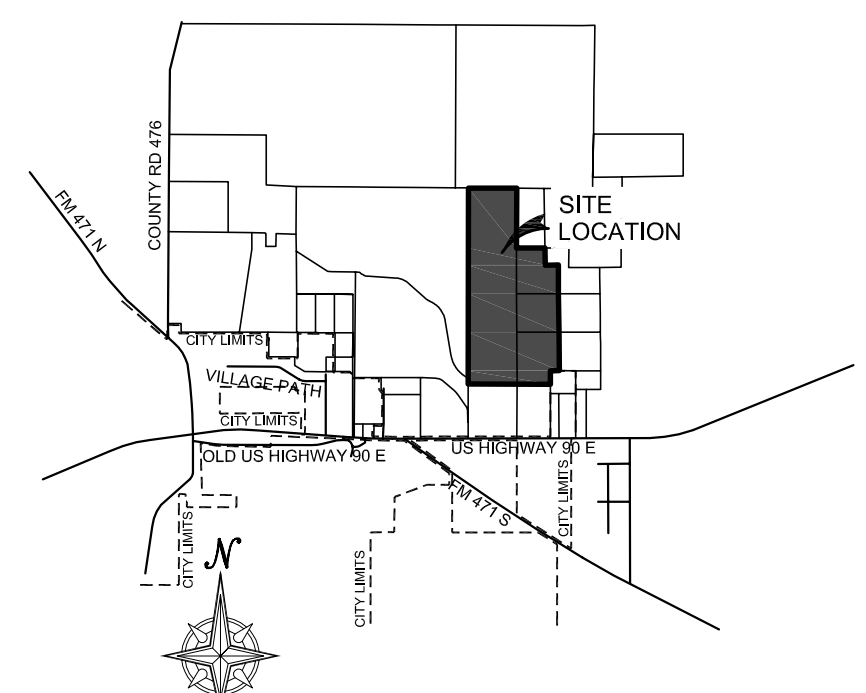 COUNTY RD 476
FM 471 N
SITE
LOCATION
CITY LIMITS
VILLAGE PATH
CITY LIMITS
OLD US HIGHWAY 90 E
US HIGHWAY 90 E
FM 471 S
CITY LIMITS
CITY LIMITS
CITY LIMITS
N